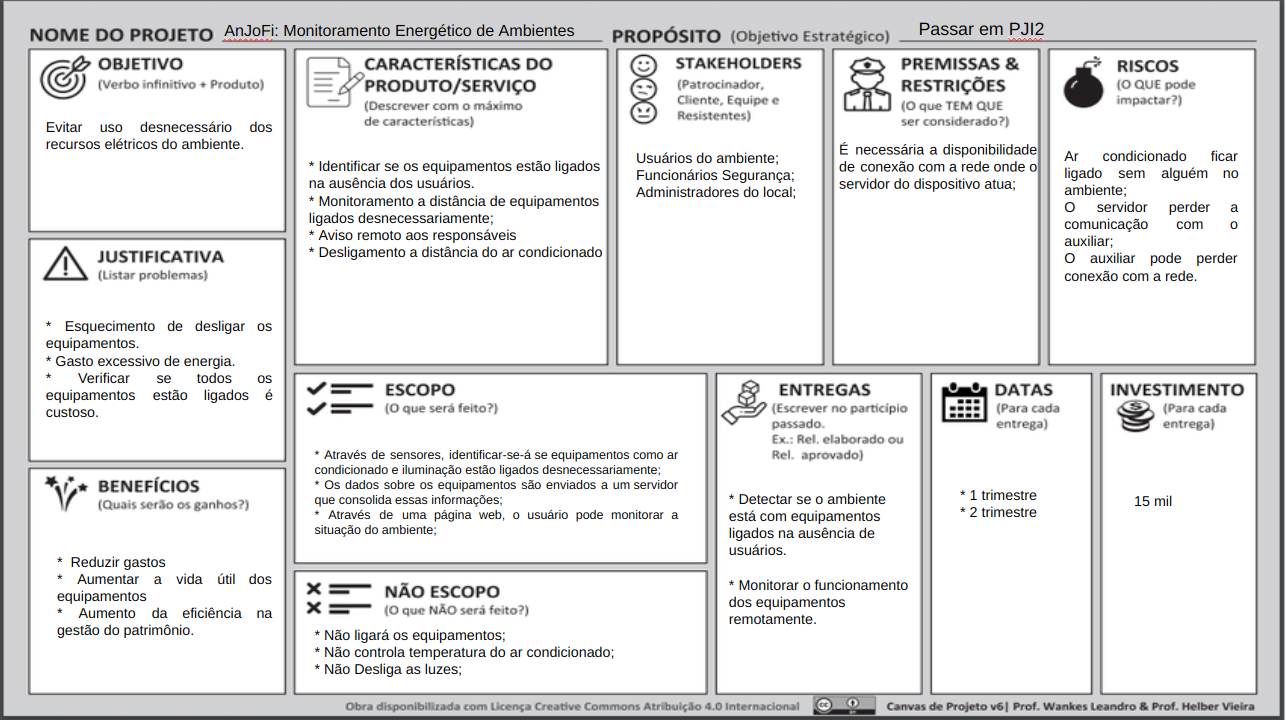 NOME DO PROJETO AnJoFi: Monitoramento Energético de Ambientes
PROPÓSITO (Objetivo Estratégico) Passar em PJI2
OBJETIVO
(Verbo infinitivo + Produto)
Evitar uso desnecessário dos
recursos elétricos do ambiente.
JUSTIFICATIVA
(Listar problemas)
* Esquecimento de desligar os
equipamentos.
* Gasto excessivo de energia.
* Verificar se todos os
equipamentos estão ligados é
custoso.
BENEFÍCIOS
(Quais serão os ganhos?)
* Reduzir gastos
* Aumentar a vida útil dos
equipamentos
* Aumento da eficiência na
gestão do patrimônio.
CARACTERÍSTICAS DO
PRODUTO/SERVIÇO
(Descrever com o máximo
de características)
* Identificar se os equipamentos estão ligados
na ausência dos usuários.
* Monitoramento a distância de equipamentos
ligados desnecessariamente;
* Aviso remoto aos responsáveis
* Desligamento a distância do ar condicionado
STAKEHOLDERS
(Patrocinador,
Cliente, Equipe e
Resistentes)
Usuários do ambiente;
Funcionários Segurança;
Administradores do local;
PREMISSAS &
RESTRIÇÕES
(O que TEM QUE
ser considerado?)
É necessária a disponibilidade
de conexão com a rede onde o
servidor do dispositivo atua;
RISCOS
(O QUE pode
impactar?)
Ar condicionado ficar
ligado sem alguém no
ambiente;
O servidor perder a
comunicação com o
auxiliar;
O auxiliar pode perder
conexão com a rede.
ESCOPO
(O que será feito?)
* Através de sensores, identificar-se-á se equipamentos como ar
condicionado e iluminação estão ligados desnecessariamente;
* Os dados sobre os equipamentos são enviados a um servidor
que consolida essas informações;
* Através de uma página web, o usuário pode monitorar a
situação do ambiente;
NÃO ESCOPO
(O que NÃO será feito?)
* Não ligará os equipamentos;
* Não controla temperatura do ar condicionado;
* Não Desliga as luzes;
ENTREGAS
(Escrever no particípio
passado.
Ex.: Rel. elaborado ou
Rel. aprovado)
* Detectar se o ambiente
está com equipamentos
ligados na ausência de
usuários.
* Monitorar o funcionamento
dos equipamentos
remotamente.
DATAS
(Para cada
entrega)
* 1 trimestre
* 2 trimestre
INVESTIMENTO
(Para cada
entrega)
15 mil
Obra disponibilizada com Licença Creative Commons Atribuição 4.0 Internacional
cc
BY
Canvas de Projeto v6| Prof. Wankes Leandro & Prof. Helber Vieira